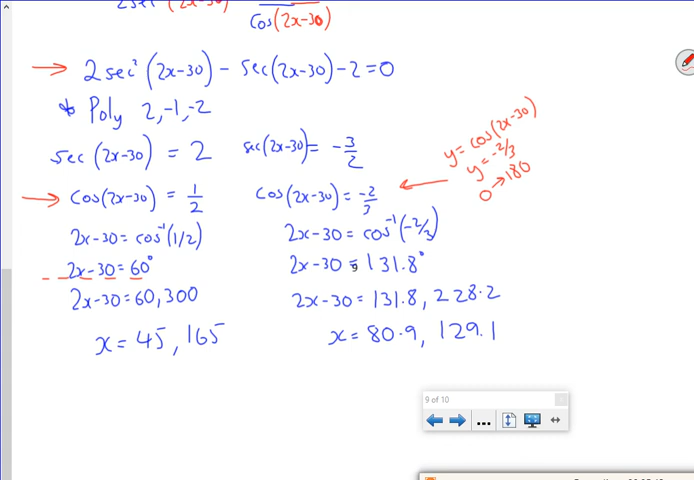 cos(2x-30)
2sec²(2x-30) - sec(2x-30) - 2 = 0
* Poly 2, -1, -2
sec(2x-30) = 2
sec(2x-30) = -3/2
y = cos(2x-30)
y = -2/3
0 → 180
cos(2x-30) = 1/2
cos(2x-30) = -2/3
2x-30 = cos⁻¹(1/2)
2x-30 = cos⁻¹(-2/3)
2x-30 = 60°
2x-30 = 131.8°
2x-30 = 60, 300
2x-30 = 131.8, 228.2
x = 45, 165
x = 80.9, 129.1
9 of 10